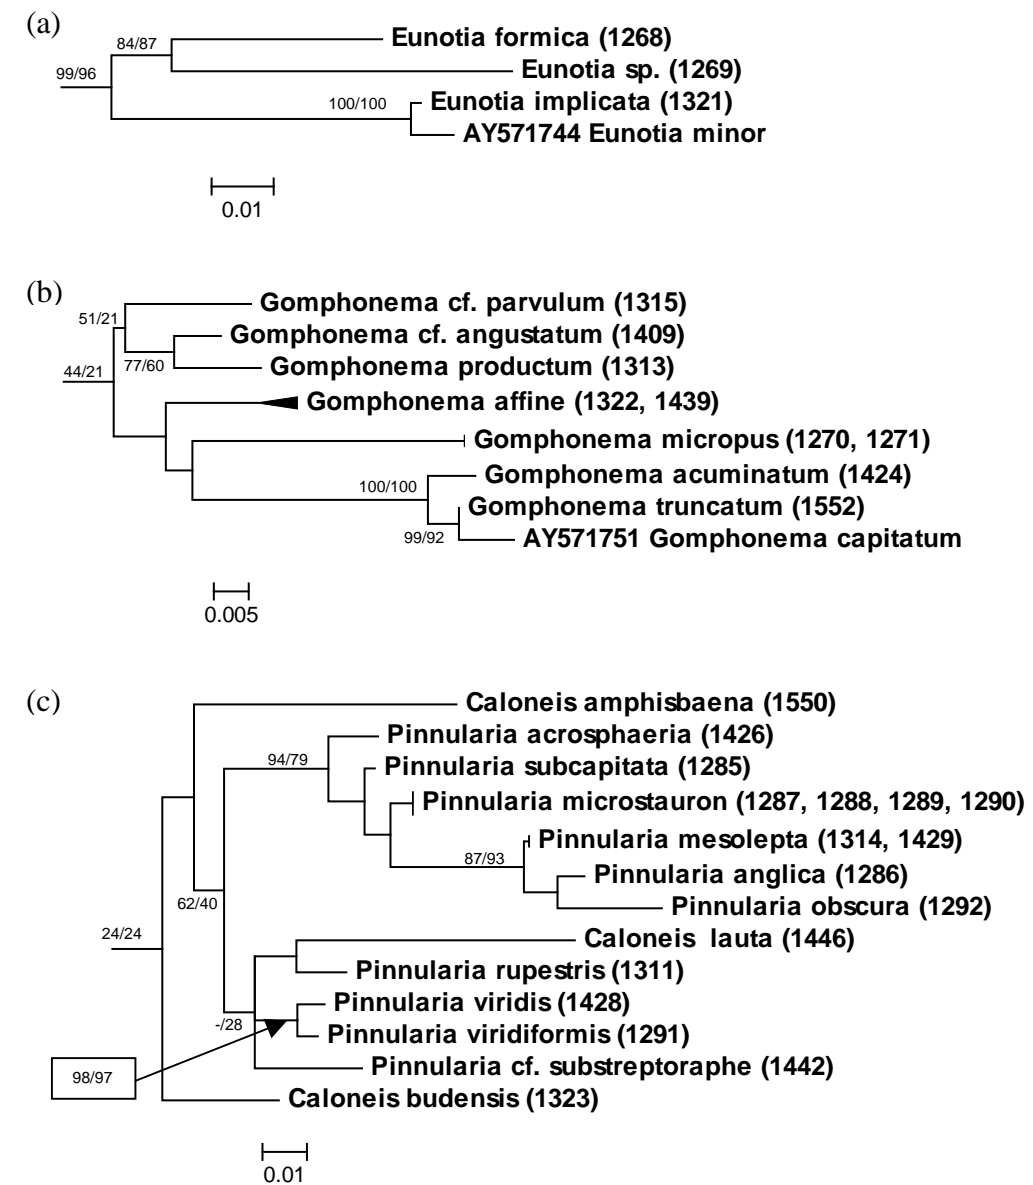 (a)
84/87
Eunotia formica (1268)
99/96
Eunotia sp. (1269)
100/100
Eunotia implicata (1321)
AY571744 Eunotia minor
0.01
(b)
Gomphonema cf. parvulum (1315)
51/21
Gomphonema cf. angustatum (1409)
77/60
Gomphonema productum (1313)
44/21
Gomphonema affine (1322, 1439)
Gomphonema micropus (1270, 1271)
100/100
Gomphonema acuminatum (1424)
Gomphonema truncatum (1552)
99/92
AY571751 Gomphonema capitatum
0.005
(c)
Caloneis amphisbaena (1550)
Pinnularia acrosphaeria (1426)
94/79
Pinnularia subcapitata (1285)
Pinnularia microstauron (1287, 1288, 1289, 1290)
Pinnularia mesolepta (1314, 1429)
87/93
Pinnularia anglica (1286)
62/40
Pinnularia obscura (1292)
24/24
Caloneis lauta (1446)
Pinnularia rupestris (1311)
Pinnularia viridis (1428)
-/28
Pinnularia viridiformis (1291)
Pinnularia cf. substreptoraphe (1442)
98/97
Caloneis budensis (1323)
0.01